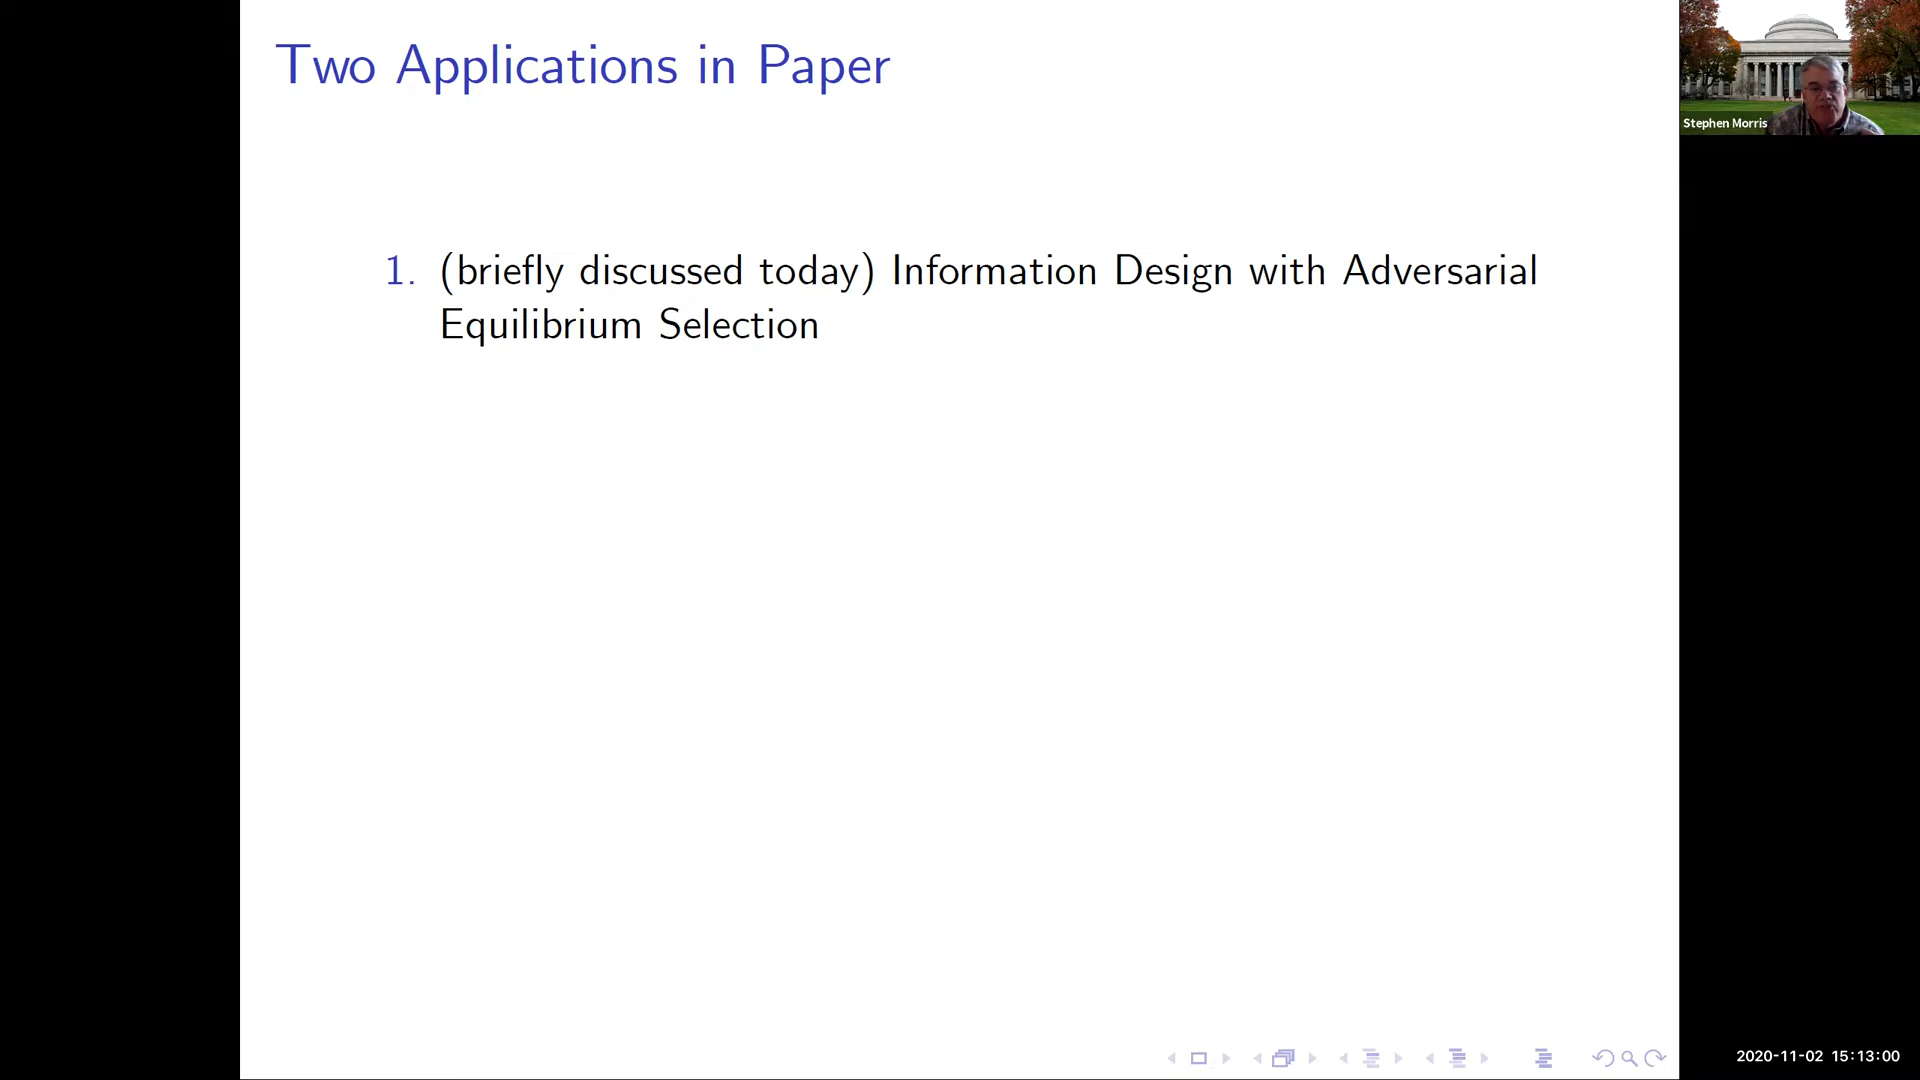 Two Applications in Paper
Stephen Morris
1. (briefly discussed today) Information Design with Adversarial
Equilibrium Selection
2020-11-02 15:13:00